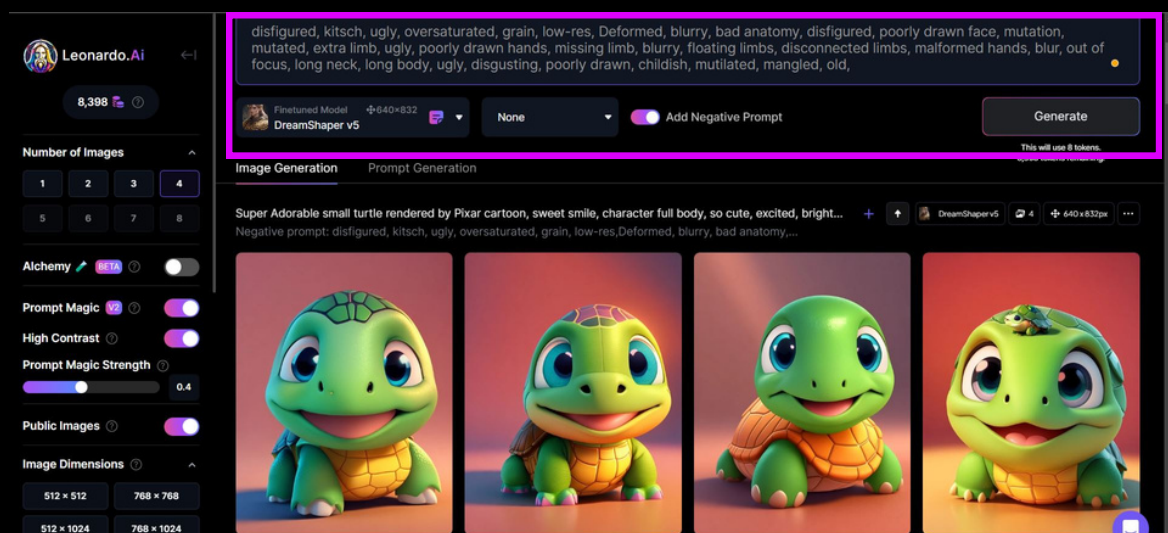 Leonardo.Ai
8,398
Number of Images
1 2 3 4
5 6 7 8
Alchemy BETA
Prompt Magic V2
High Contrast
Prompt Magic Strength
0.4
Public Images
Image Dimensions
512 × 512 768 × 768
512 × 1024 768 × 1024
disfigured, kitsch, ugly, oversaturated, grain, low-res, Deformed, blurry, bad anatomy, disfigured, poorly drawn face, mutation,
mutated, extra limb, ugly, poorly drawn hands, missing limb, blurry, floating limbs, disconnected limbs, malformed hands, blur, out of
focus, long neck, long body, ugly, disgusting, poorly drawn, childish, mutilated, mangled, old,
Finetuned Model 640×832
DreamShaper v5
None
Add Negative Prompt
Generate
This will use 8 tokens.
tokens remaining.
Image Generation Prompt Generation
Super Adorable small turtle rendered by Pixar cartoon, sweet smile, character full body, so cute, excited, bright...
DreamShaper v5 4 640 x 832px
Negative prompt: disfigured, kitsch, ugly, oversaturated, grain, low-res,Deformed, blurry, bad anatomy,...